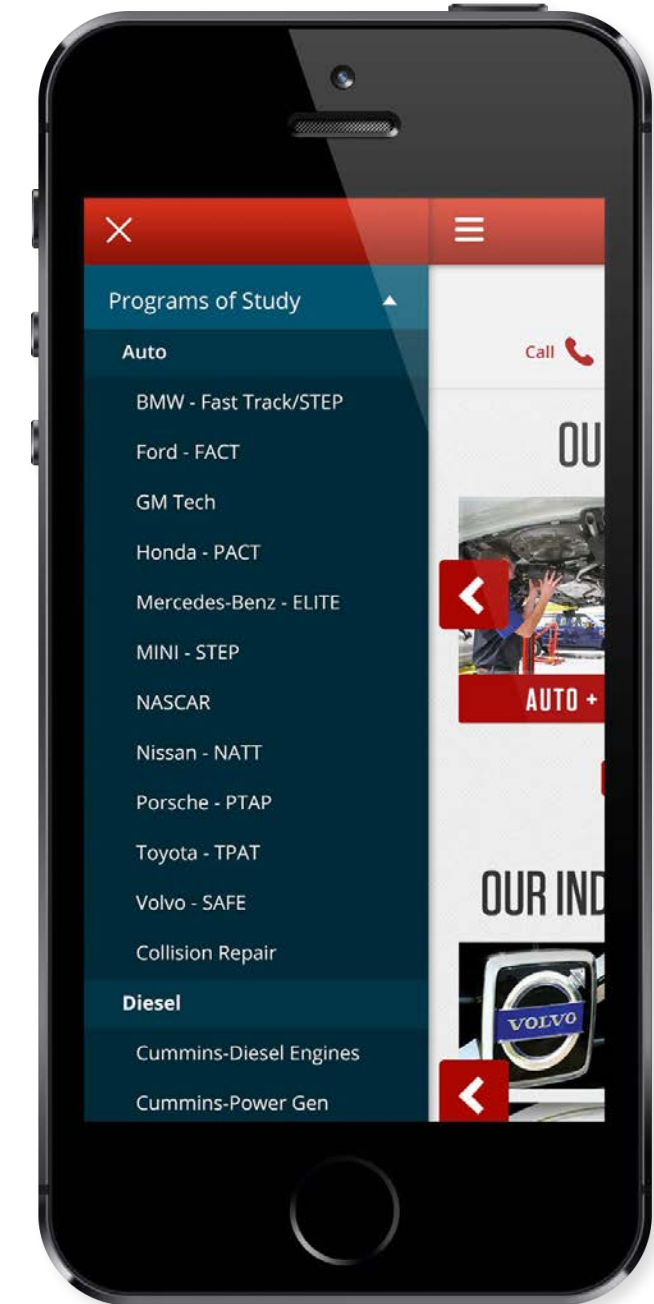 Programs of Study
Auto
BMW - Fast Track/STEP
Ford - FACT
GM Tech
Honda - PACT
Mercedes-Benz - ELITE
MINI - STEP
NASCAR
Nissan - NATT
Porsche - PTAP
Toyota - TPAT
Volvo - SAFE
Collision Repair
Diesel
Cummins-Diesel Engines
Cummins-Power Gen
Call
OU
AUTO +
OUR IND
VOLVO